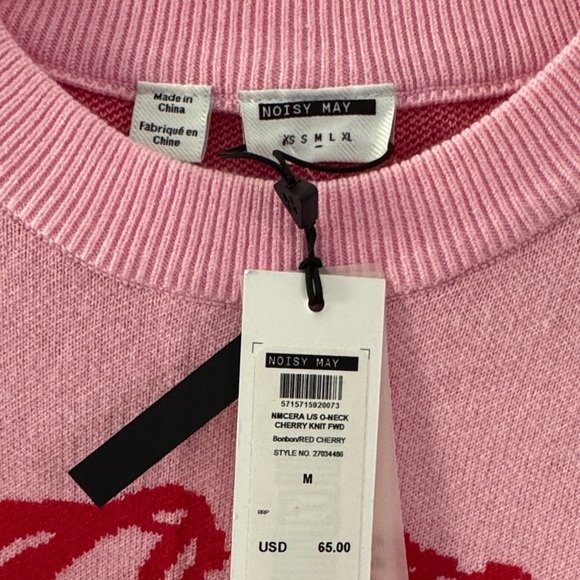 Made in
China
Fabriqué en
Chine
NOISY MAY
XS S M L XL
NOISY MAY
5715715920073
NMCERA L/S O-NECK
CHERRY KNIT FWD
Bonbon/RED CHERRY
STYLE NO. 27034486
M
RRP
USD 65.00